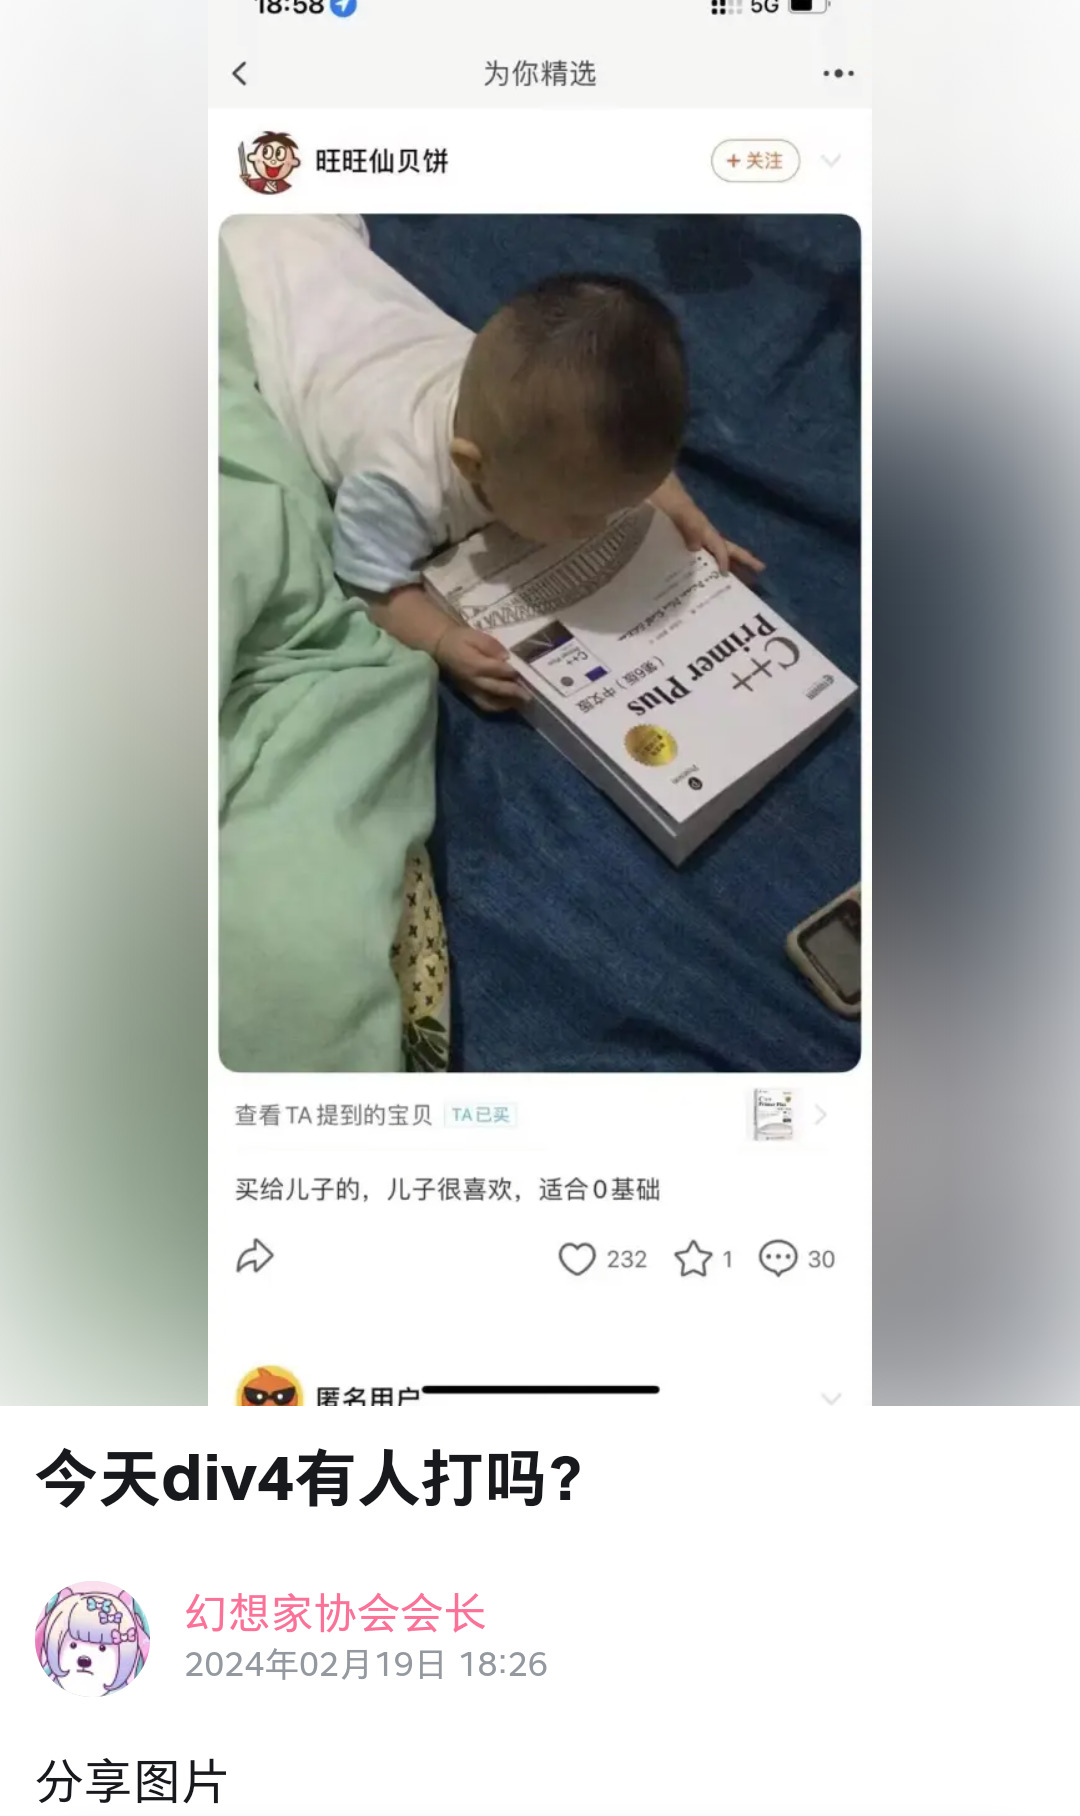 18:58
5G
为你精选
旺旺仙贝饼
+关注
C++
Primer Plus
(第6版)中文版
查看TA提到的宝贝 TA已买
买给儿子的，儿子很喜欢，适合0基础
232 1 30
匿名用户
今天div4有人打吗?
幻想家协会会长
2024年02月19日 18:26
分享图片